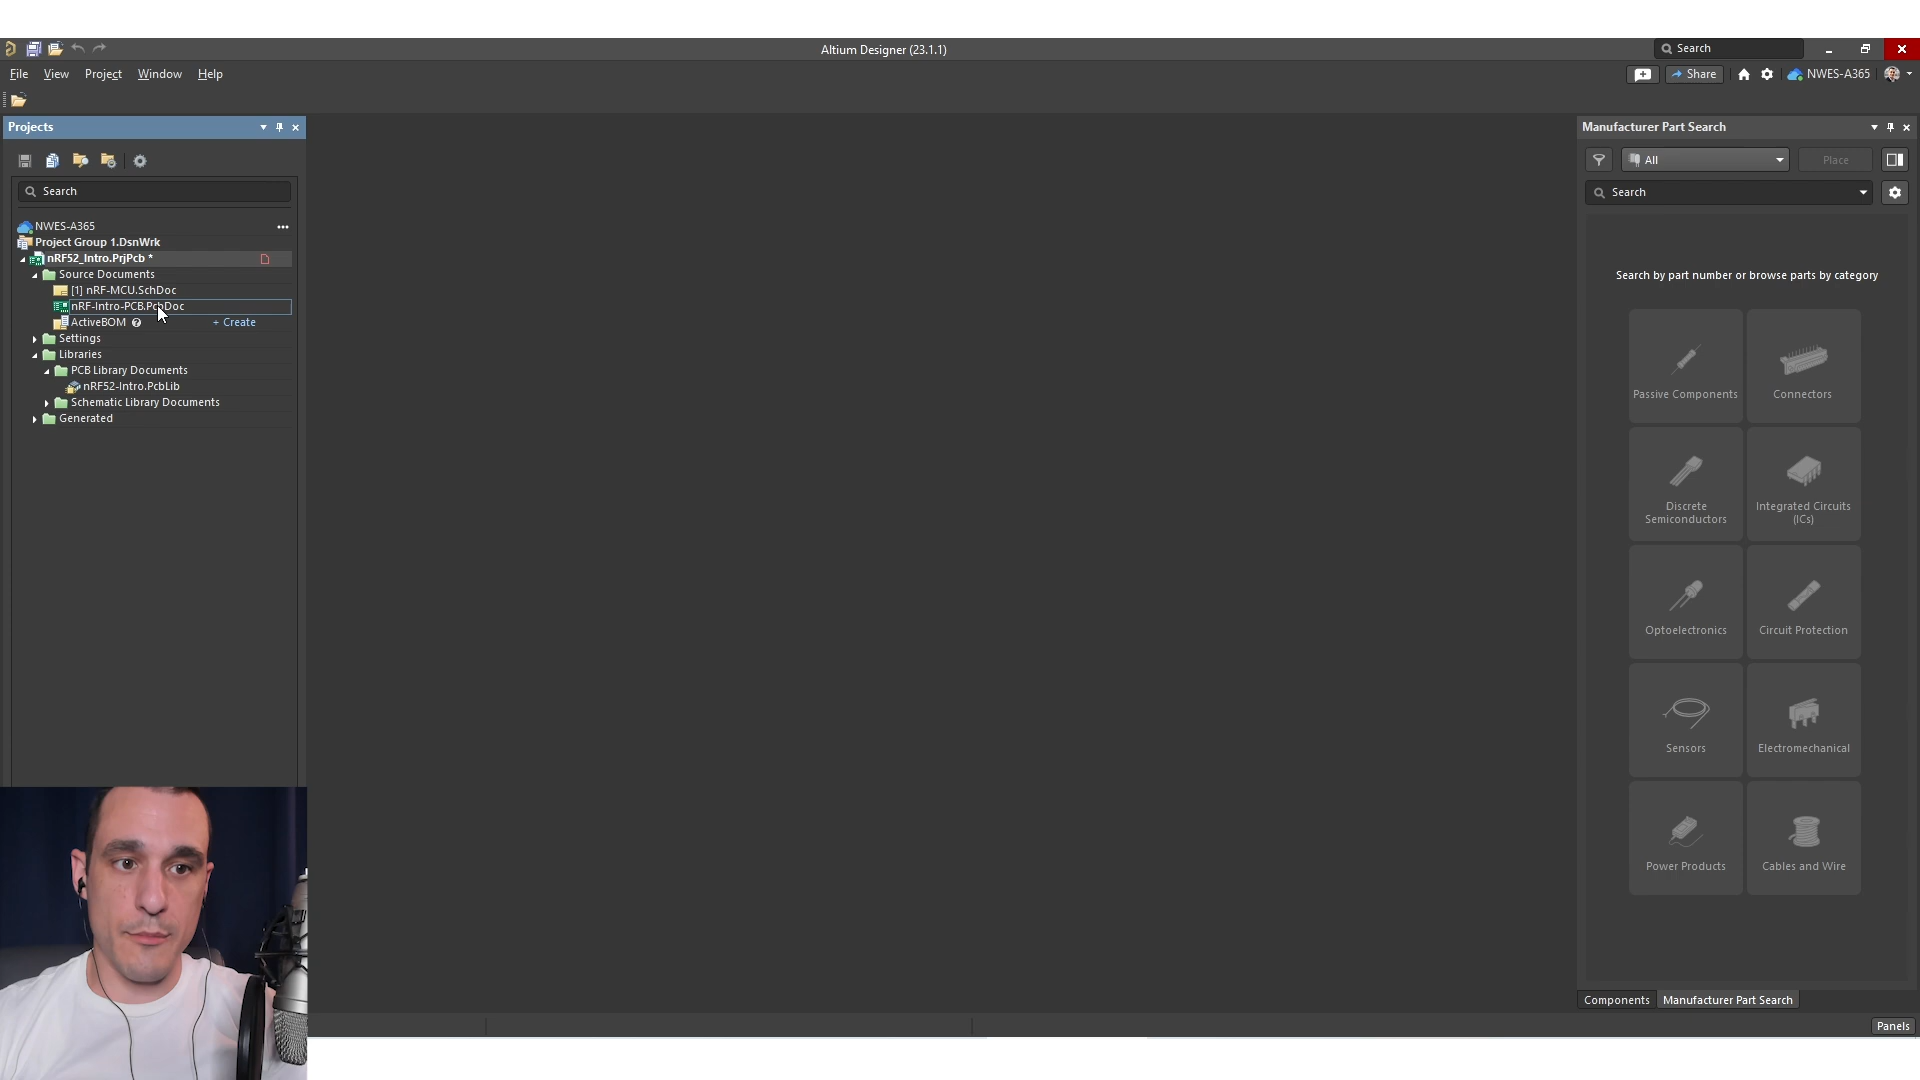 Altium Designer (23.1.1)
Search
File View Project Window Help
Share
NWES-A365
Projects
Search
NWES-A365
Project Group 1.DsnWrk
nRF52_Intro.PrjPcb *
Source Documents
[1] nRF-MCU.SchDoc
nRF-Intro-PCB.PcbDoc
ActiveBOM + Create
Settings
Libraries
PCB Library Documents
nRF52-Intro.PcbLib
Schematic Library Documents
Generated
Manufacturer Part Search
All
Place
Search
Search by part number or browse parts by category
Passive Components
Connectors
Discrete
Semiconductors
Integrated Circuits
(ICs)
Optoelectronics
Circuit Protection
Sensors
Electromechanical
Power Products
Cables and Wire
Components Manufacturer Part Search
Panels